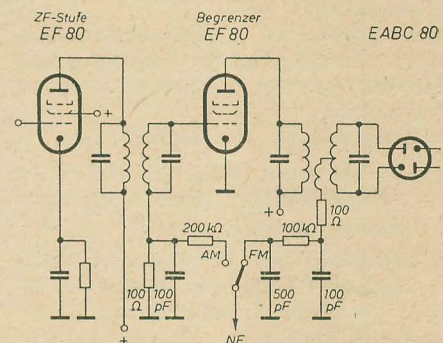 ZF-Stufe
EF 80
Begrenzer
EF 80
EABC 80
+
+
200 kΩ
AM
FM
100 kΩ
100
Ω
100
Ω
100
pF
500
pF
100
pF
+
NF